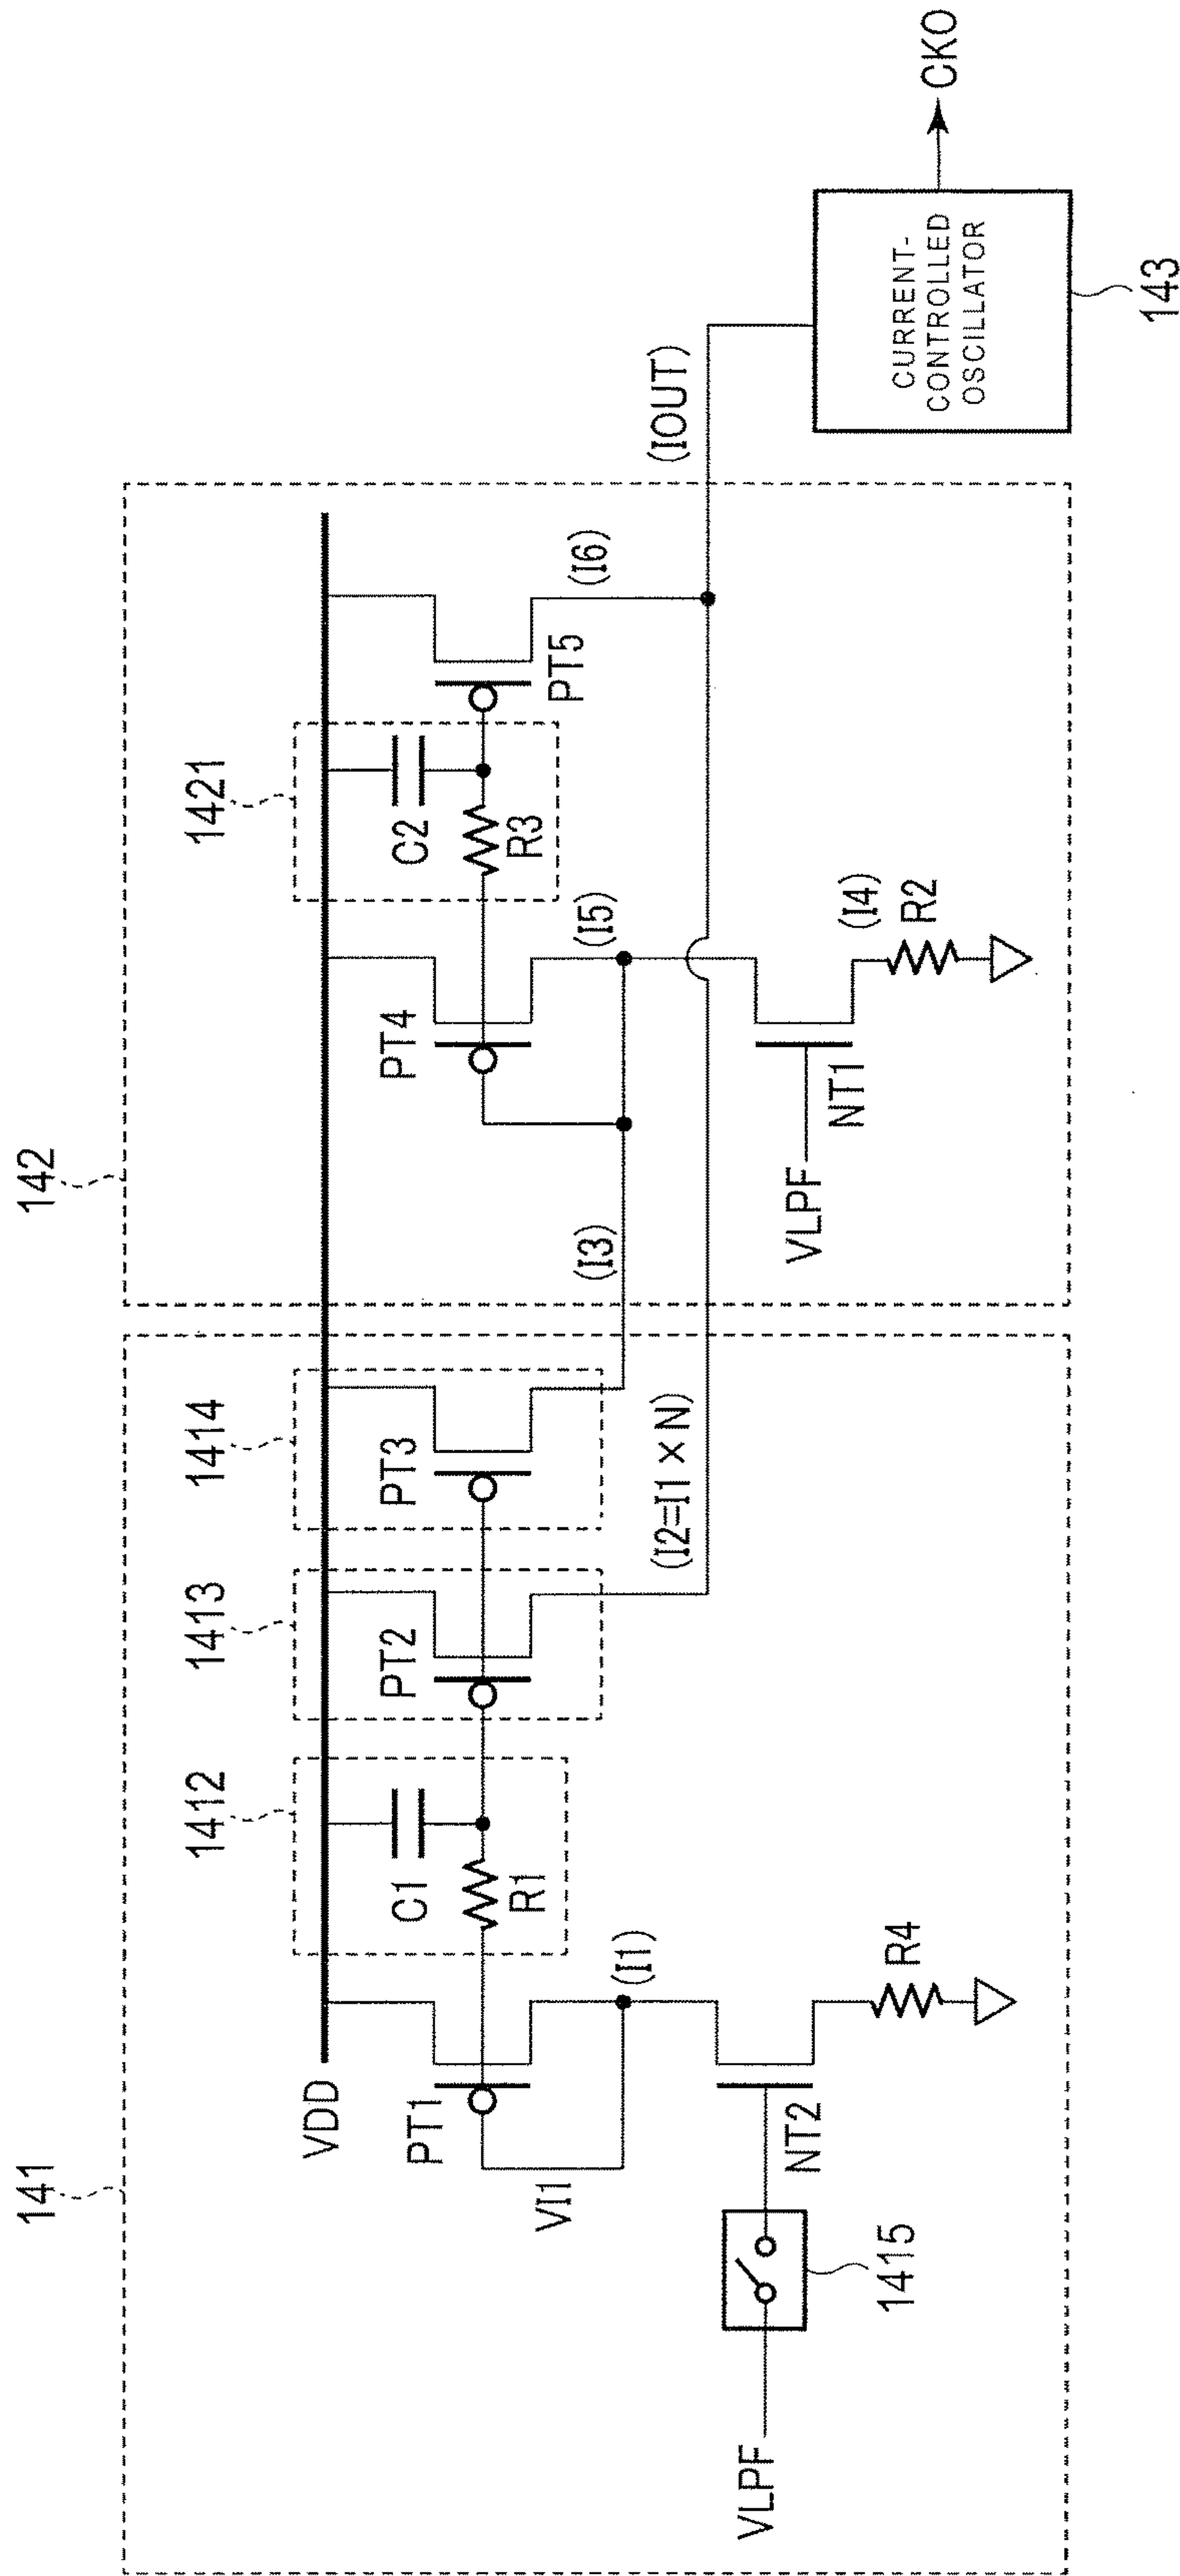 141
142
VDD
1412
1413
1414
1421
C1
R1
PT1
PT2
PT3
PT4
C2
R3
PT5
VI1
(I1)
(I2=I1×N)
(I3)
(I5)
(I6)
(IOUT)
VLPF
1415
NT2
R4
VLPF
NT1
(I4)
R2
CURRENT-
CONTROLLED
OSCILLATOR
143
CKO